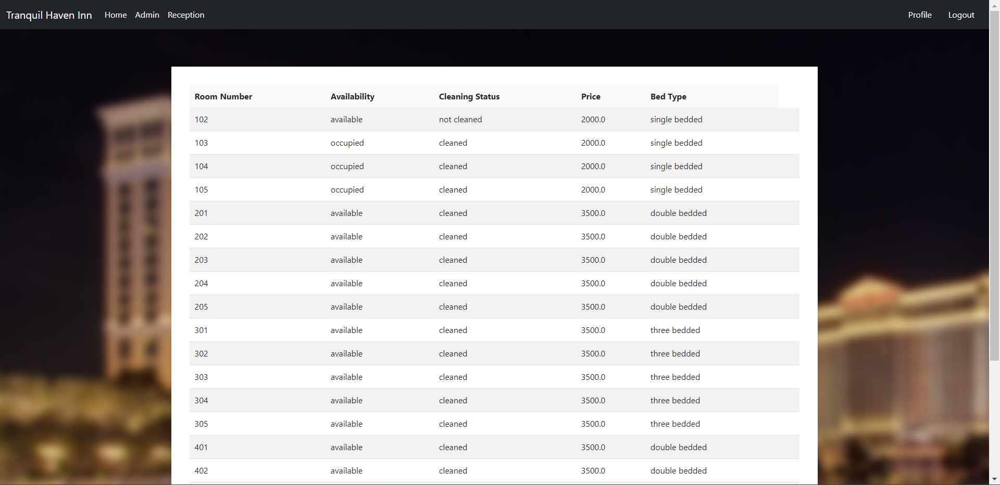 Tranquil Haven Inn Home Admin Reception Profile Logout
Room Number Availability Cleaning Status Price Bed Type
102 available not cleaned 2000.0 single bedded
103 occupied cleaned 2000.0 single bedded
104 occupied cleaned 2000.0 single bedded
105 occupied cleaned 2000.0 single bedded
201 available cleaned 3500.0 double bedded
202 available cleaned 3500.0 double bedded
203 available cleaned 3500.0 double bedded
204 available cleaned 3500.0 double bedded
205 available cleaned 3500.0 double bedded
301 available cleaned 3500.0 three bedded
302 available cleaned 3500.0 three bedded
303 available cleaned 3500.0 three bedded
304 available cleaned 3500.0 three bedded
305 available cleaned 3500.0 three bedded
401 available cleaned 3500.0 double bedded
402 available cleaned 3500.0 double bedded